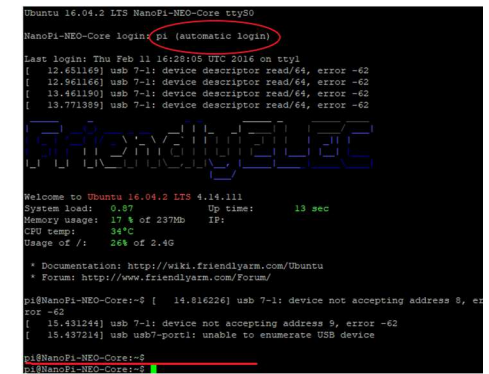 Ubuntu 16.04.2 LTS NanoPi-NEO-Core ttyS0
NanoPi-NEO-Core login: pi (automatic login)
Last login: Thu Feb 11 16:28:05 UTC 2016 on tty1
[   12.651169] usb 7-1: device descriptor read/64, error -62
[   12.961166] usb 7-1: device descriptor read/64, error -62
[   13.461190] usb 7-1: device descriptor read/64, error -62
[   13.771389] usb 7-1: device descriptor read/64, error -62
FriendlyELEC
Welcome to Ubuntu 16.04.2 LTS 4.14.111
System load:   0.87            Up time:       13 sec
Memory usage:  17 % of 237Mb   IP:
CPU temp:      34°C
Usage of /:    26% of 2.4G
* Documentation: http://wiki.friendlyarm.com/Ubuntu
* Forum: http://www.friendlyarm.com/Forum/
pi@NanoPi-NEO-Core:~$ [   14.816226] usb 7-1: device not accepting address 8, er
ror -62
[   15.431244] usb 7-1: device not accepting address 9, error -62
[   15.437214] usb usb7-port1: unable to enumerate USB device
pi@NanoPi-NEO-Core:~$
pi@NanoPi-NEO-Core:~$